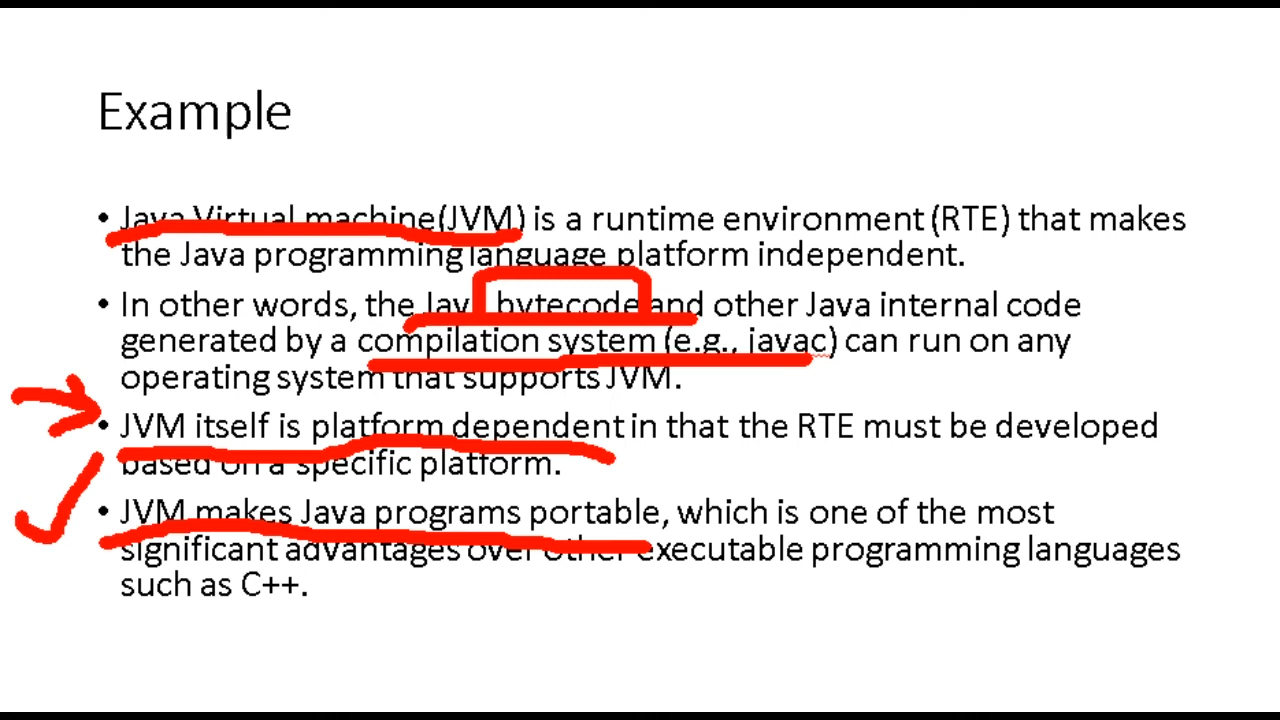 Example
• Java Virtual machine(JVM) is a runtime environment (RTE) that makes
the Java programming language platform independent.
• In other words, the Java bytecode and other Java internal code
generated by a compilation system (e.g., javac) can run on any
operating system that supports JVM.
• JVM itself is platform dependent in that the RTE must be developed
based on a specific platform.
• JVM makes Java programs portable, which is one of the most
significant advantages over other executable programming languages
such as C++.